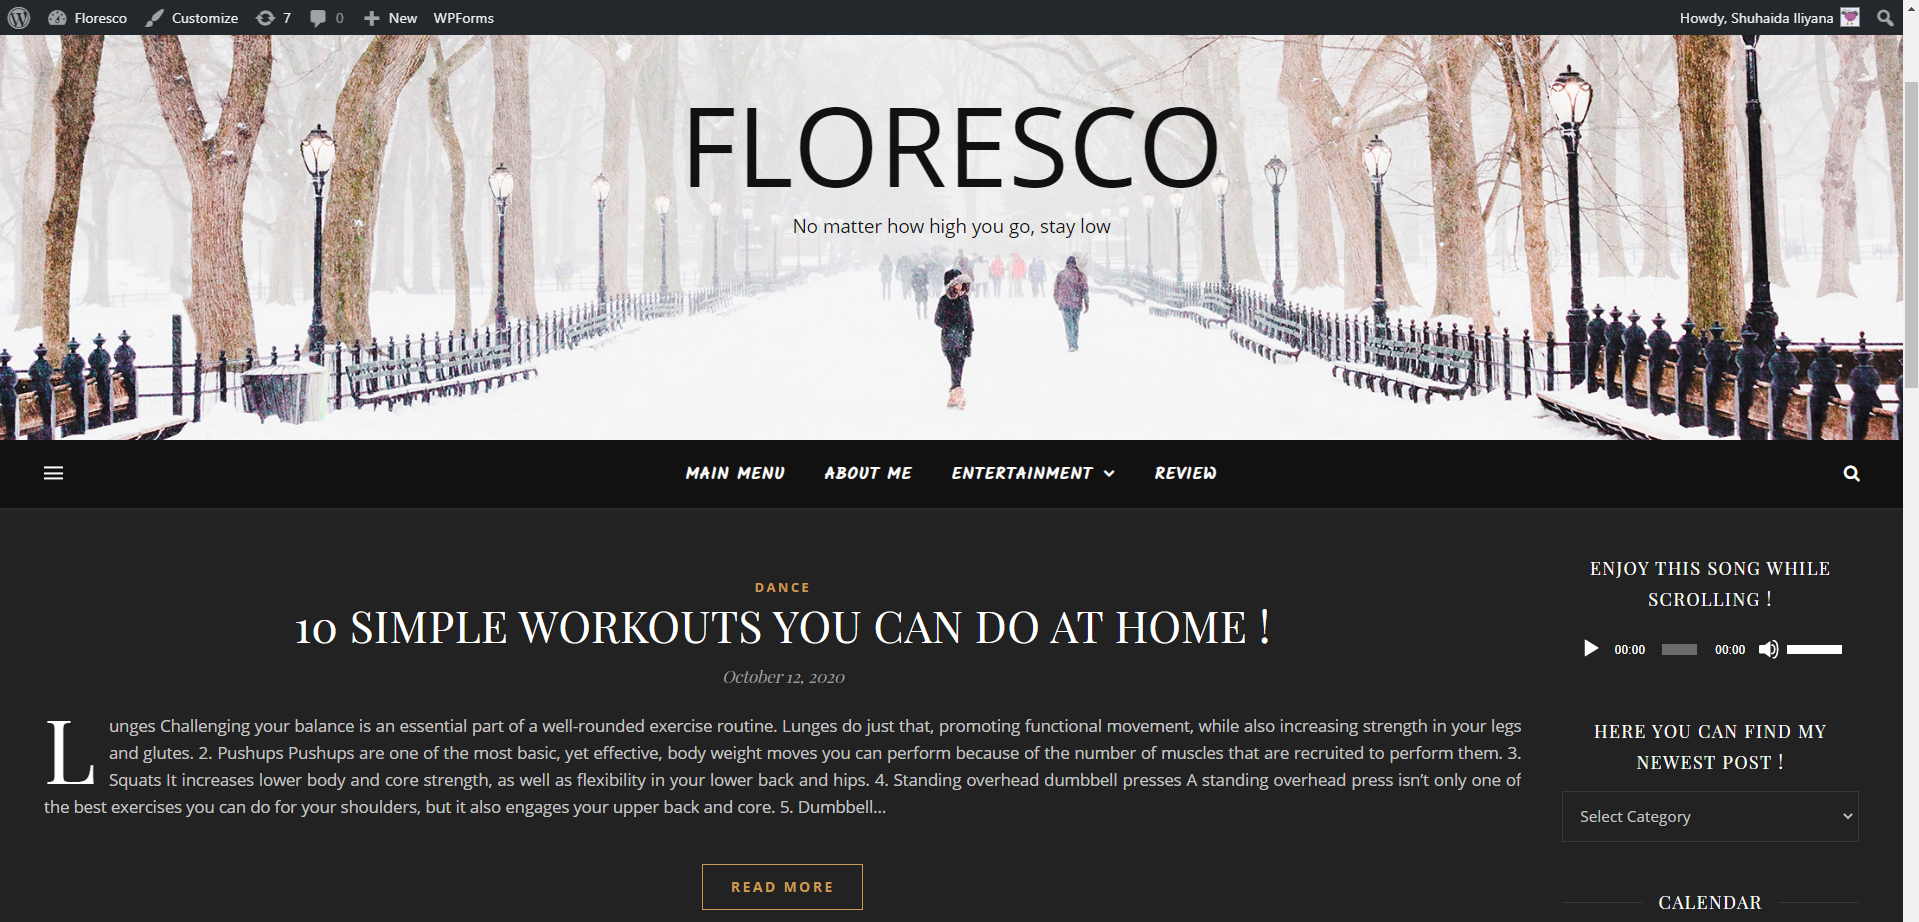 Floresco Customize 7 0 New WPForms Howdy, Shuhaida Iliyana
FLORESCO
No matter how high you go, stay low
MAIN MENU ABOUT ME ENTERTAINMENT REVIEW
DANCE
10 SIMPLE WORKOUTS YOU CAN DO AT HOME !
October 12, 2020
Lunges Challenging your balance is an essential part of a well-rounded exercise routine. Lunges do just that, promoting functional movement, while also increasing strength in your legs
and glutes. 2. Pushups Pushups are one of the most basic, yet effective, body weight moves you can perform because of the number of muscles that are recruited to perform them. 3.
Squats It increases lower body and core strength, as well as flexibility in your lower back and hips. 4. Standing overhead dumbbell presses A standing overhead press isn’t only one of
the best exercises you can do for your shoulders, but it also engages your upper back and core. 5. Dumbbell...
READ MORE
ENJOY THIS SONG WHILE
SCROLLING !
00:00 00:00
HERE YOU CAN FIND MY
NEWEST POST !
Select Category
CALENDAR